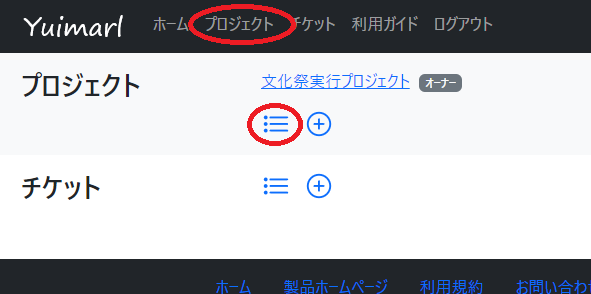 Yuimarl ホーム プロジェクト チケット 利用ガイド ログアウト
プロジェクト 文化祭実行プロジェクト オーナー
チケット
ホーム 製品ホームページ 利用規約 お問い合わせ